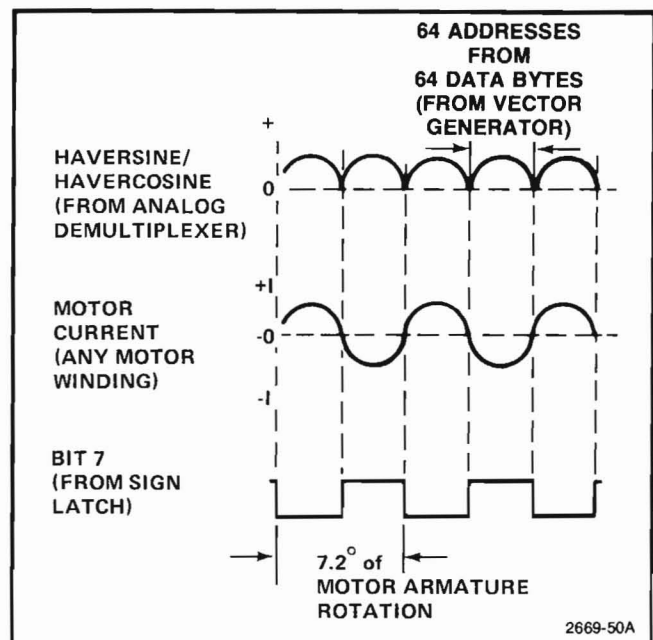 64 ADDRESSES
FROM
64 DATA BYTES
(FROM VECTOR
GENERATOR)
+
HAVERSINE/
HAVERCOSINE
(FROM ANALOG
DEMULTIPLEXER)
0
+I
MOTOR
CURRENT
(ANY MOTOR
WINDING)
-0
-I
BIT 7
(FROM SIGN
LATCH)
7.2° of
MOTOR ARMATURE
ROTATION
2669-50A